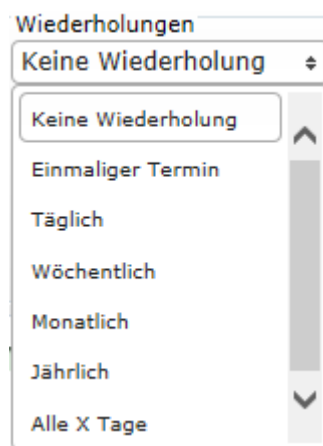 Wiederholungen
Keine Wiederholung
Keine Wiederholung
Einmaliger Termin
Täglich
Wöchentlich
Monatlich
Jährlich
Alle X Tage